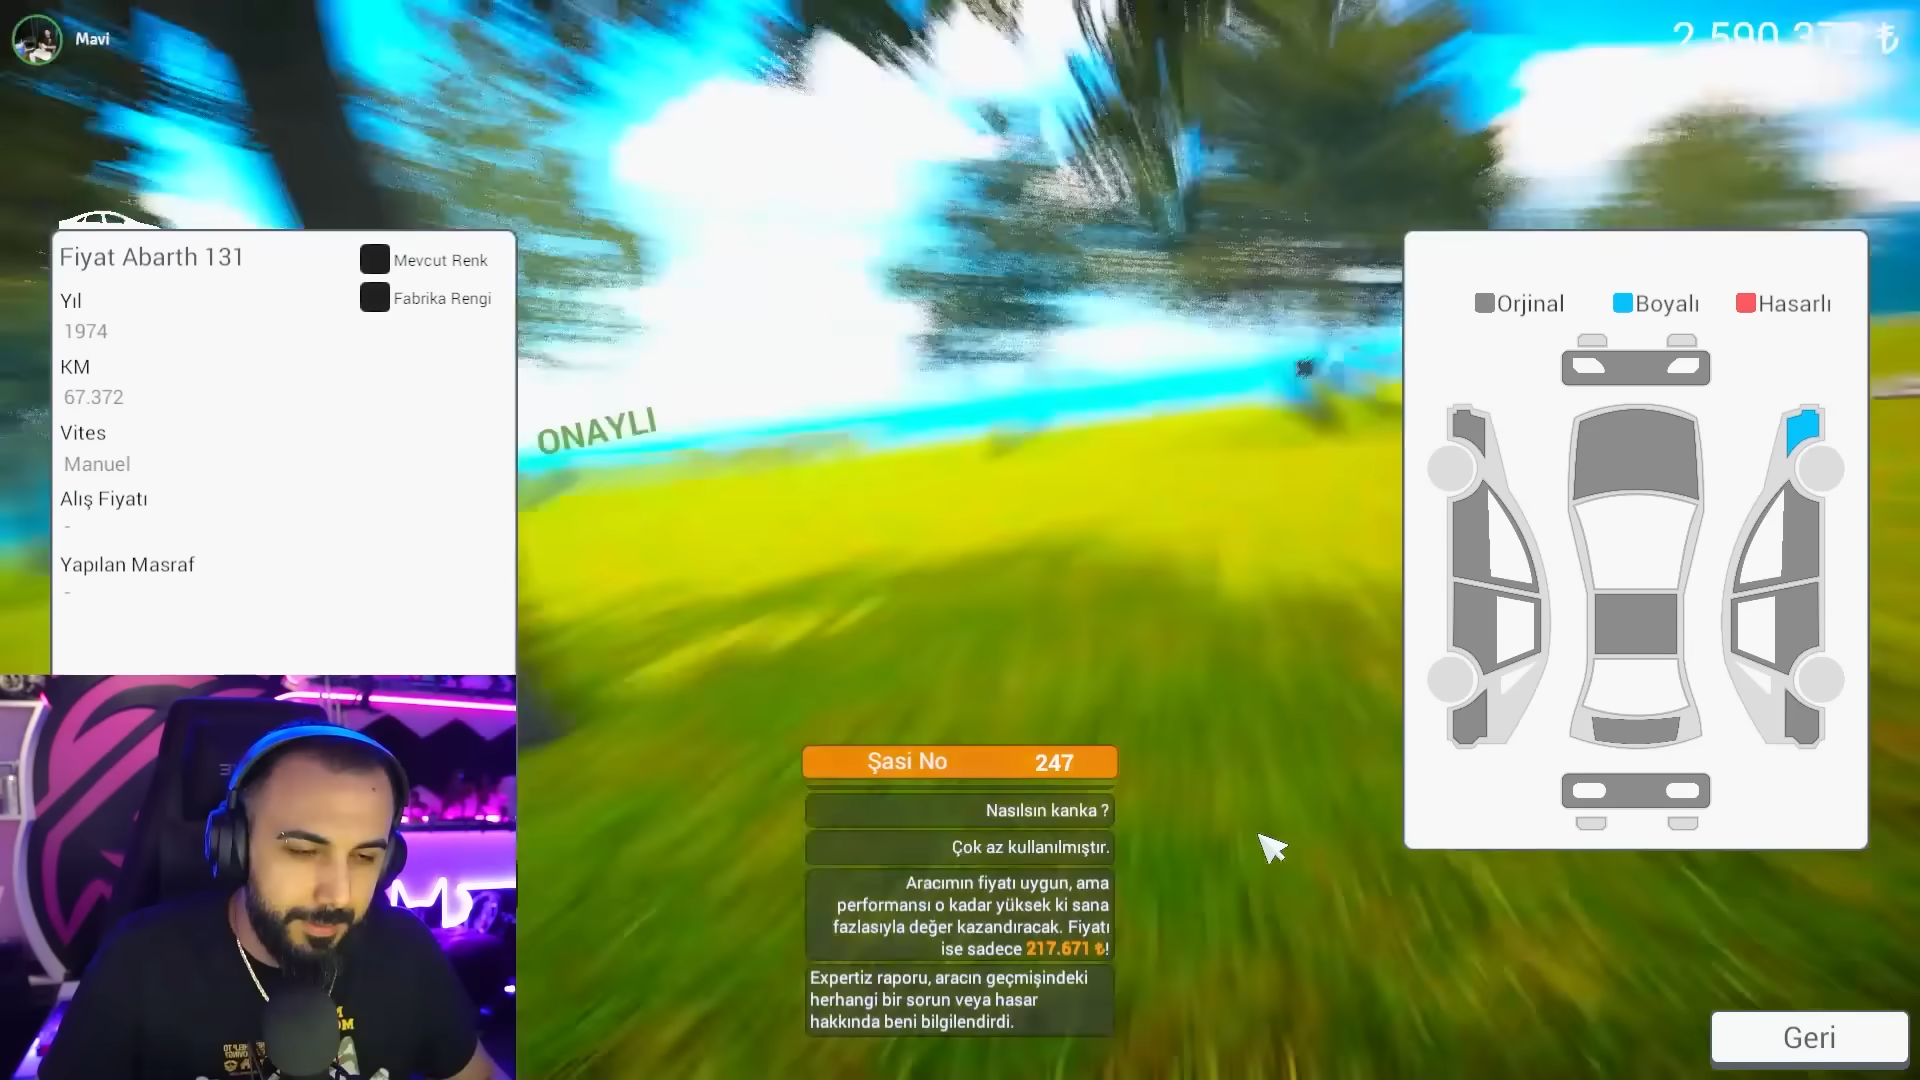 Mavi
Fiyat Abarth 131
Mevcut Renk
Fabrika Rengi
Yıl
1974
KM
67.372
Vites
Manuel
Alış Fiyatı
-
Yapılan Masraf
-
ONAYLI
Orjinal
Boyalı
Hasarlı
Şasi No 247
Nasılsın kanka ?
Çok az kullanılmıştır.
Aracımın fiyatı uygun, ama
performansı o kadar yüksek ki sana
fazlasıyla değer kazandıracak. Fiyatı
ise sadece 217.671 ₺!
Expertiz raporu, aracın geçmişindeki
herhangi bir sorun veya hasar
hakkında beni bilgilendirdi.
Geri